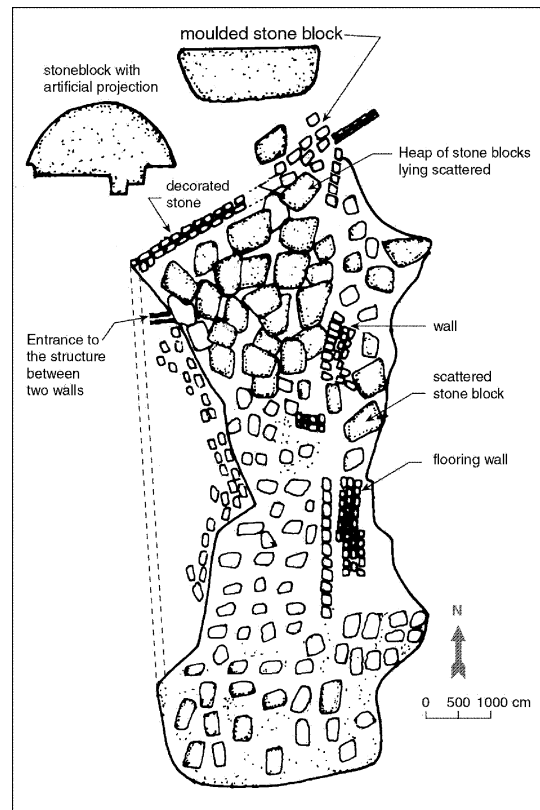 moulded stone block
stoneblock with
artificial projection
Heap of stone blocks
lying scattered
decorated
stone
Entrance to
the structure
between
two walls
wall
scattered
stone block
flooring wall
N
0 500 1000 cm